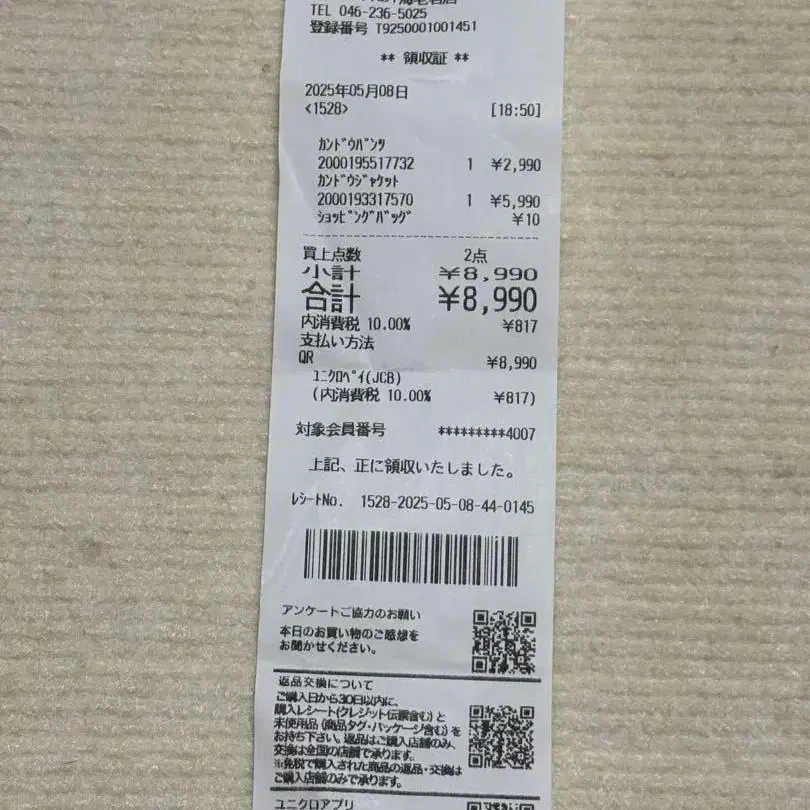 海老名店
TEL 046-236-5025
登録番号 T9250001001451
** 領収証 **
2025年05月08日
<1528> [18:50]
ｶﾝﾄﾞｳﾊﾟﾝﾂ
2000195517732 1 ¥2,990
ｶﾝﾄﾞｳｼﾞｬｹｯﾄ
2000193317570 1 ¥5,990
ｼｮｯﾋﾟﾝｸﾞﾊﾞｯｸﾞ ¥10
買上点数 2点
小計 ¥8,990
合計 ¥8,990
内消費税 10.00% ¥817
支払い方法
QR ¥8,990
ﾕﾆｸﾛﾍﾟｲ(JCB)
(内消費税 10.00% ¥817)
対象会員番号 *********4007
上記、正に領収いたしました。
ﾚｼｰﾄNo. 1528-2025-05-08-44-0145
アンケートご協力のお願い
本日のお買い物のご感想を
お聞かせください。
返品交換について
ご購入日から30日以内に、
購入レシート(クレジット伝票含む)と
未使用品(商品タグ・パッケージ含む)を
お持ち下さい。返品はご購入店舗のみ、
交換は全国の店舗で承ります。
※免税で購入された商品の返品・交換は
ご購入店舗のみで承ります。
ユニクロアプリ